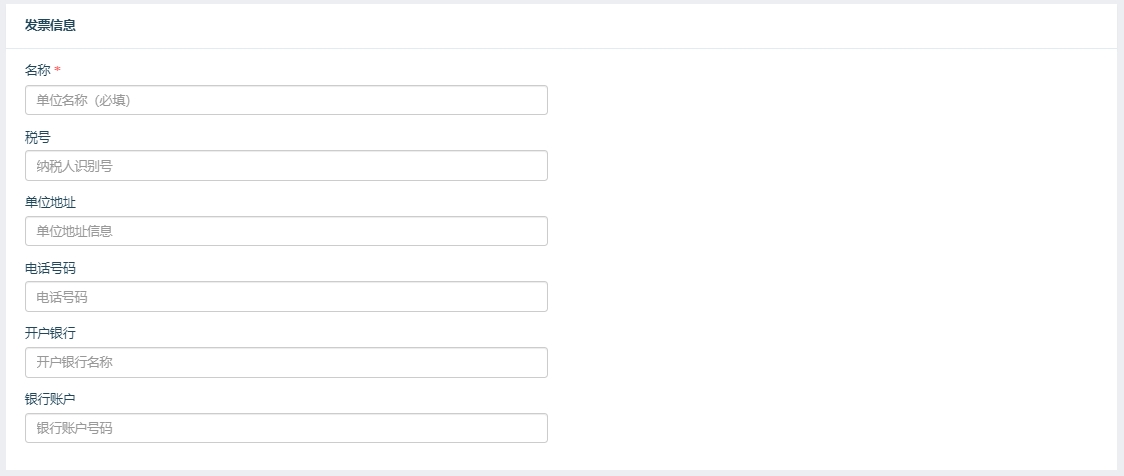 发票信息
名称 *
单位名称（必填）
税号
纳税人识别号
单位地址
单位地址信息
电话号码
电话号码
开户银行
开户银行名称
银行账户
银行账户号码